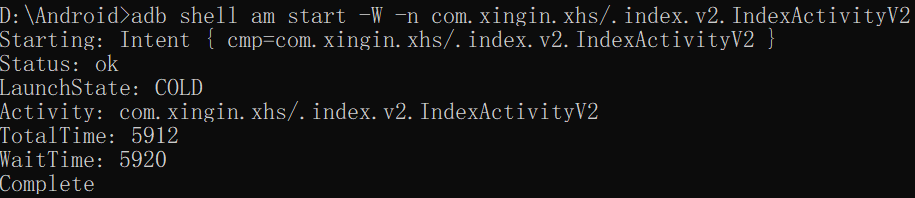 D:\Android>adb shell am start -W -n com.xingin.xhs/.index.v2.IndexActivityV2
Starting: Intent { cmp=com.xingin.xhs/.index.v2.IndexActivityV2 }
Status: ok
LaunchState: COLD
Activity: com.xingin.xhs/.index.v2.IndexActivityV2
TotalTime: 5912
WaitTime: 5920
Complete